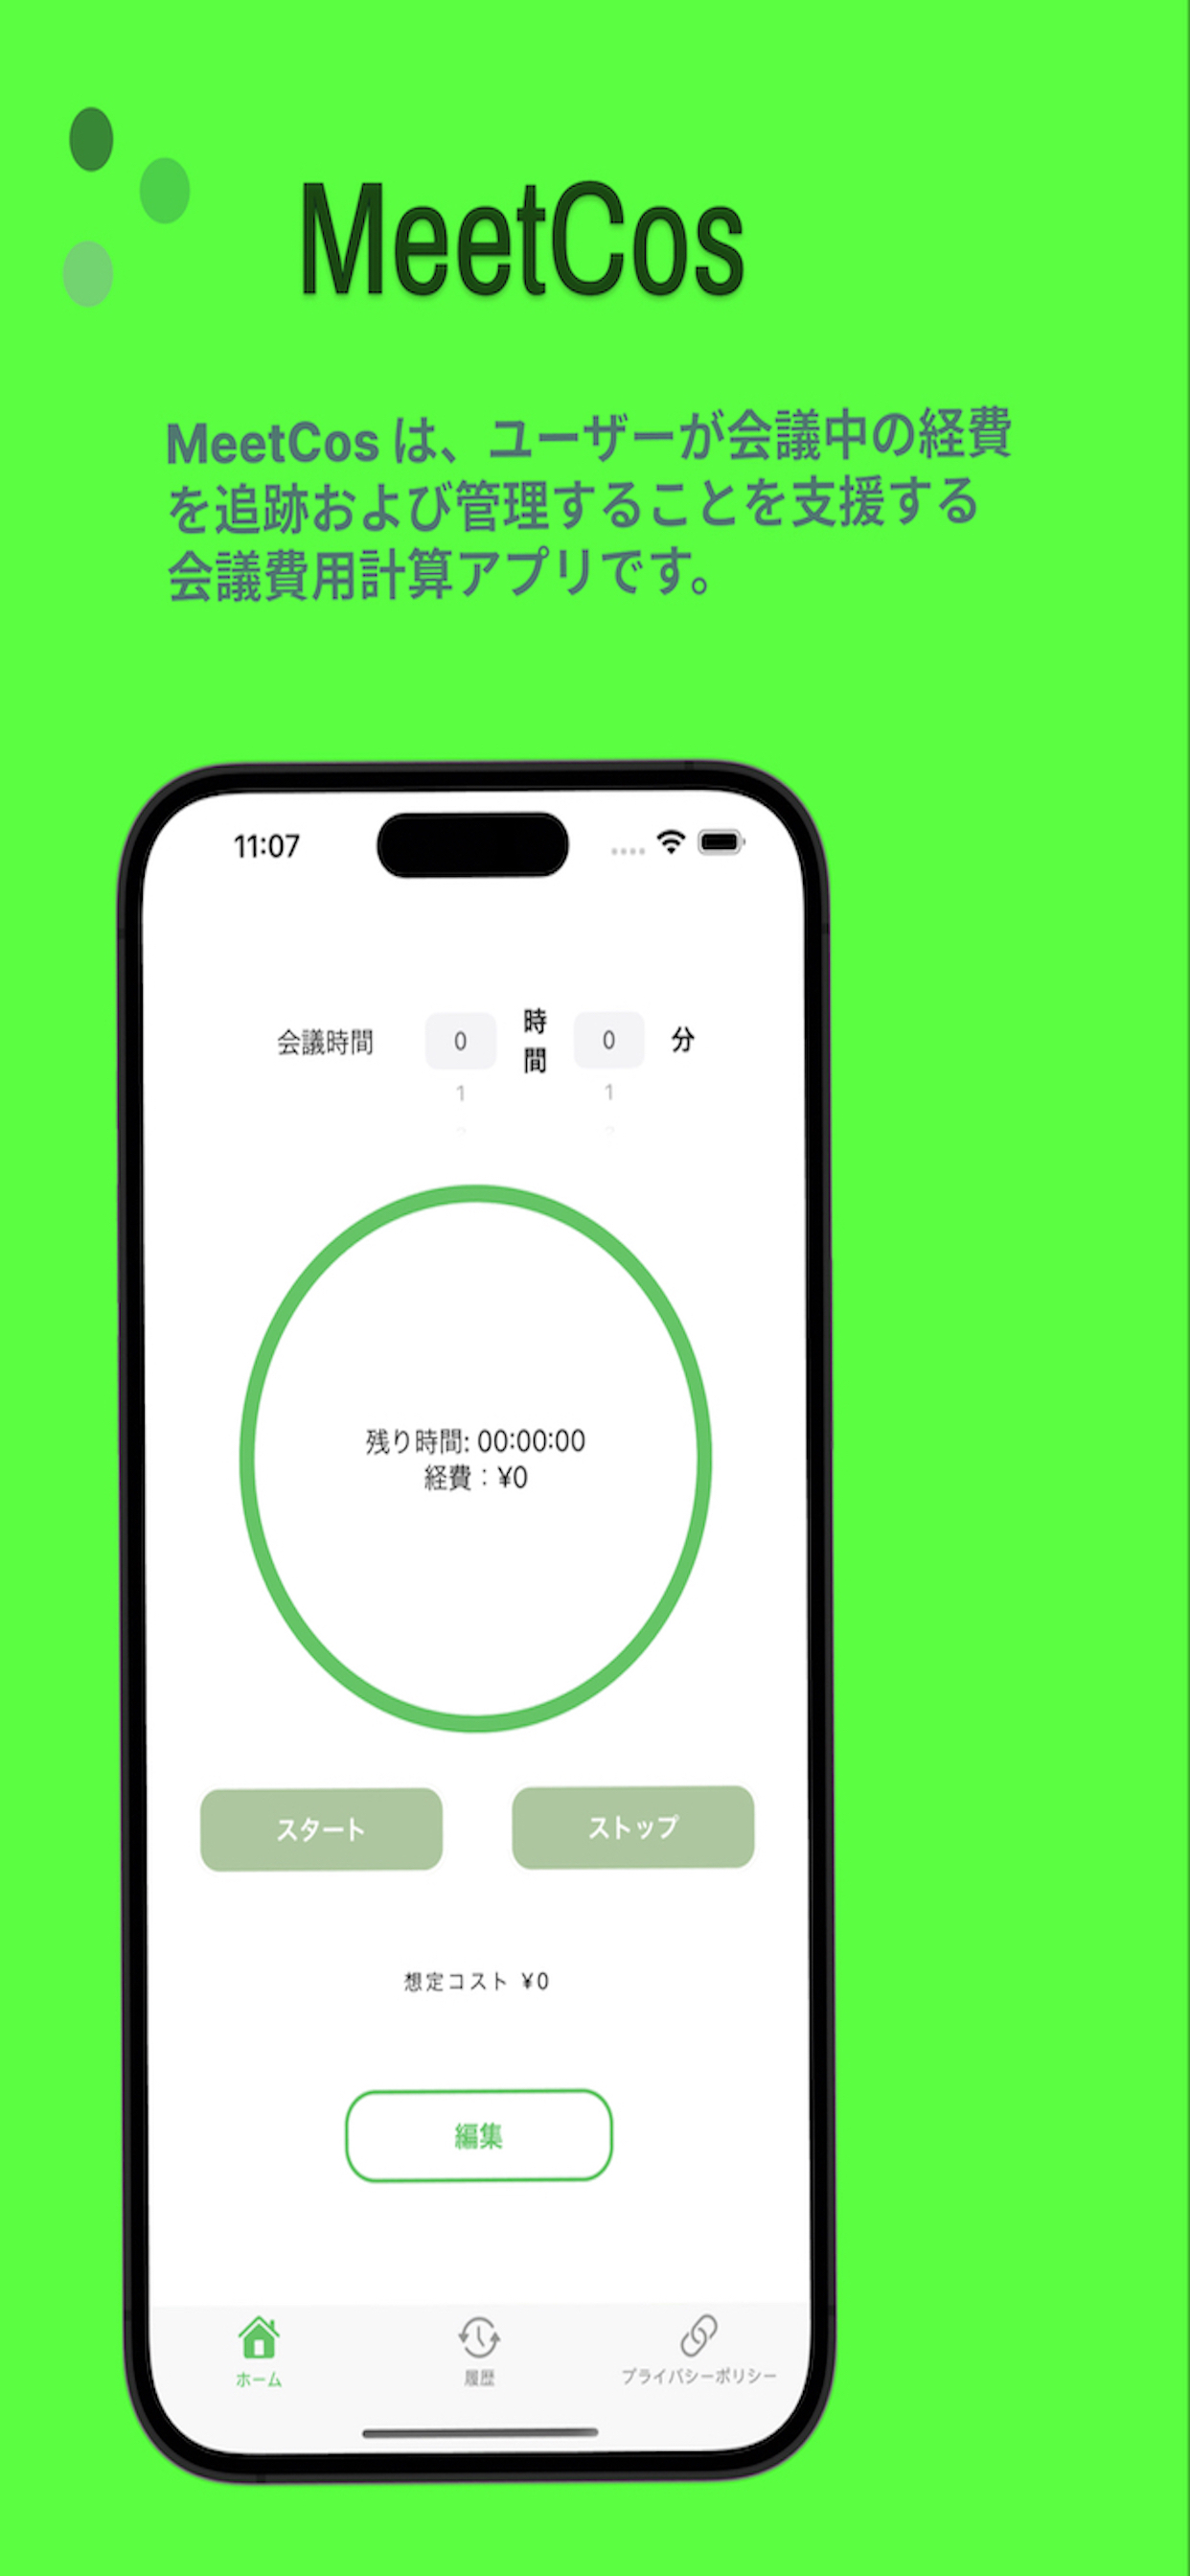 MeetCos
MeetCos は、ユーザーが会議中の経費
を追跡および管理することを支援する
会議費用計算アプリです。
11:07
会議時間 0 時間 0 分
1 1
残り時間: 00:00:00
経費：¥0
スタート ストップ
想定コスト ¥0
編集
ホーム 履歴 プライバシーポリシー